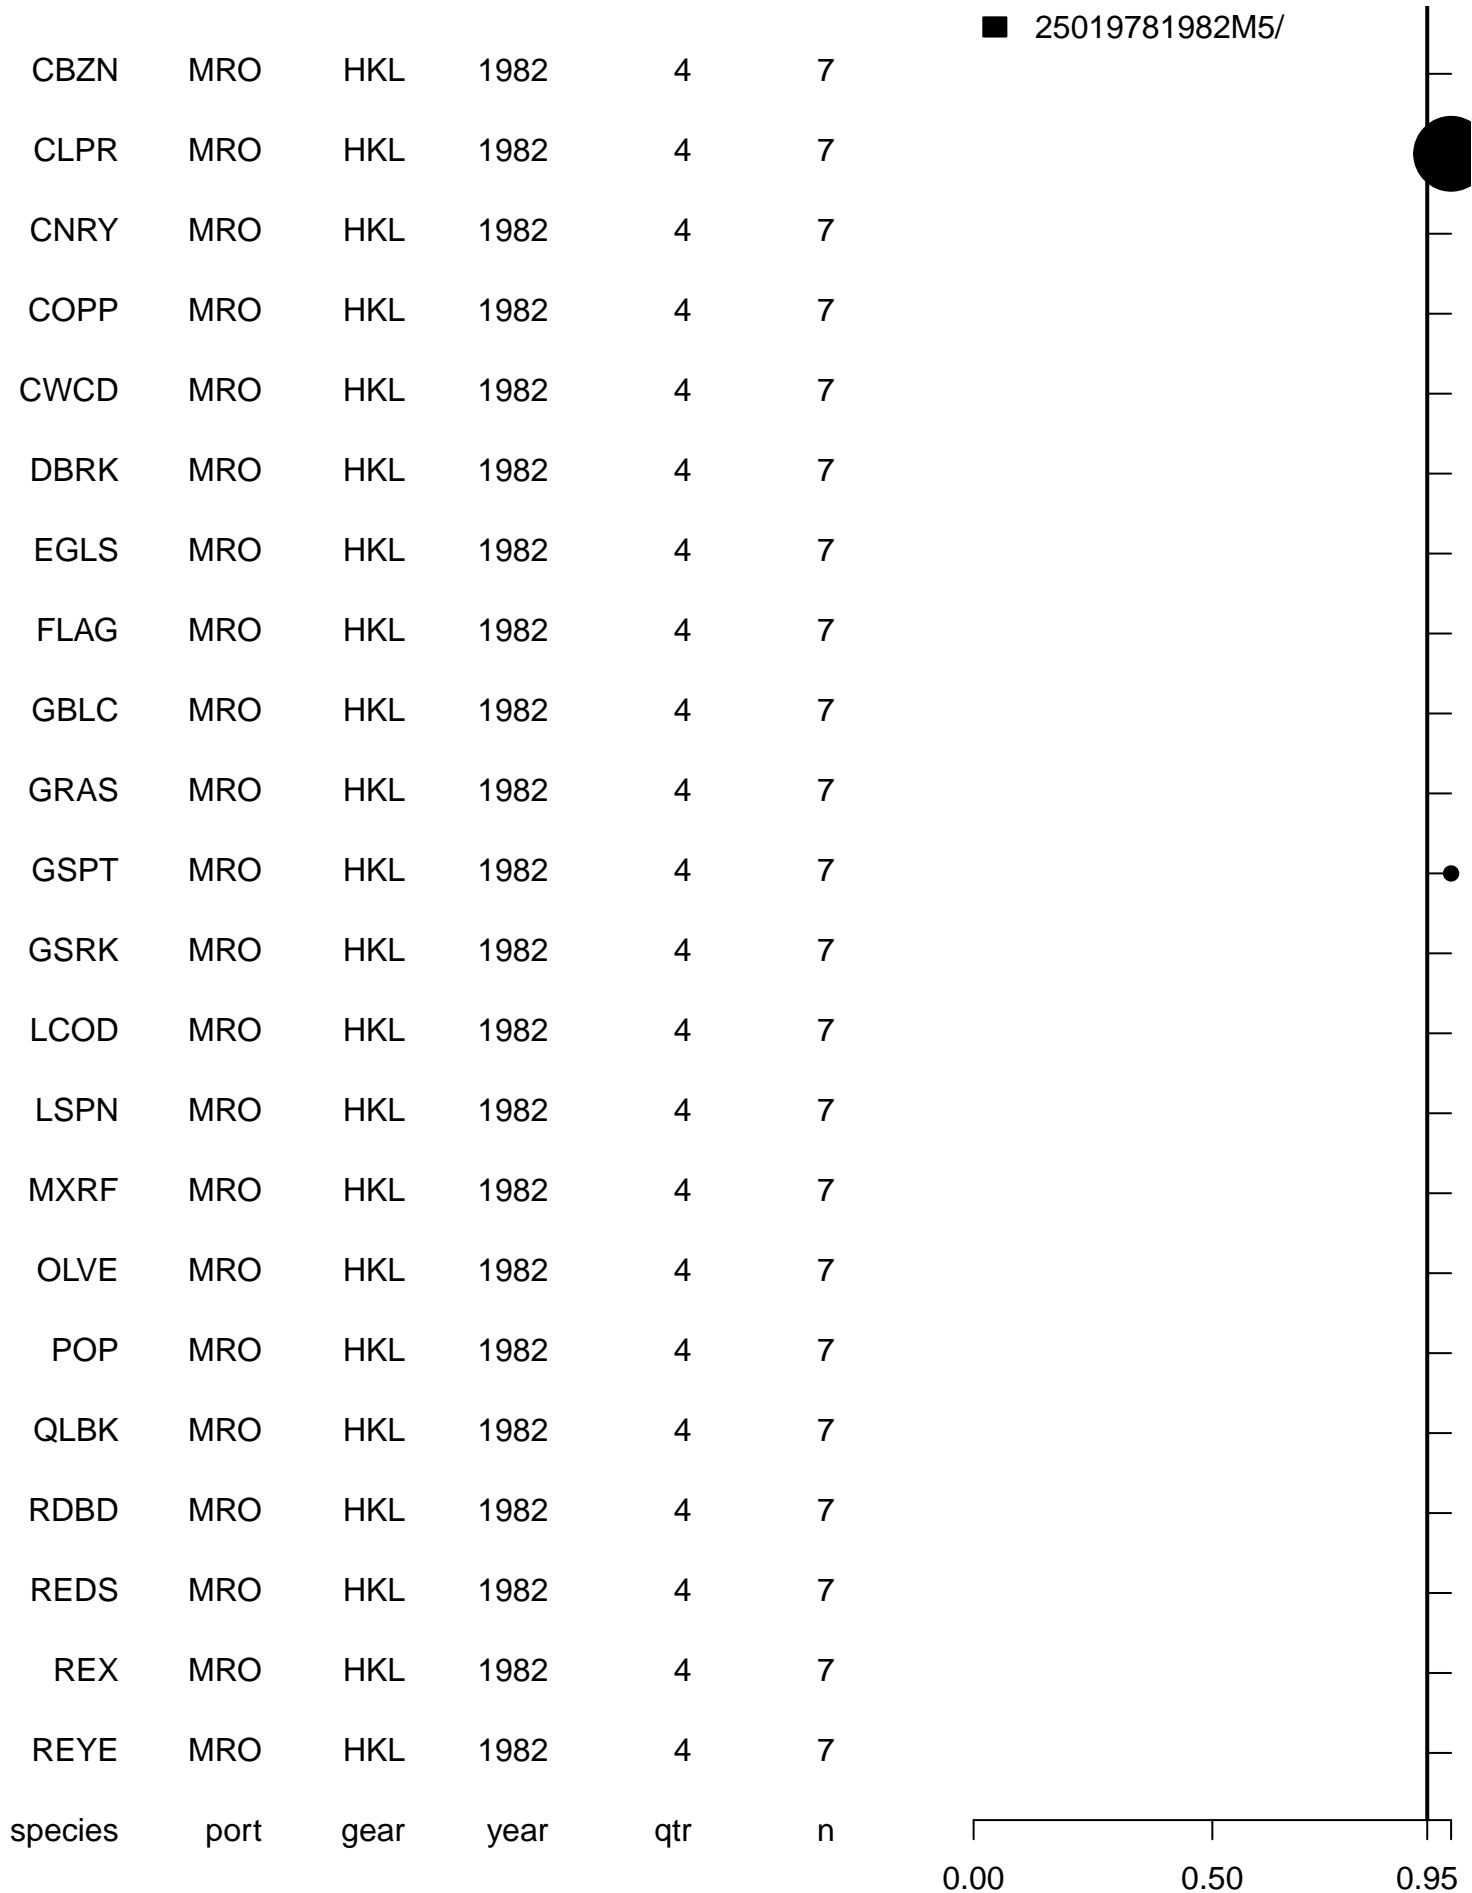 25019781982M5/
CBZN MRO HKL 1982 4 7
CLPR MRO HKL 1982 4 7
CNRY MRO HKL 1982 4 7
COPP MRO HKL 1982 4 7
CWCD MRO HKL 1982 4 7
DBRK MRO HKL 1982 4 7
EGLS MRO HKL 1982 4 7
FLAG MRO HKL 1982 4 7
GBLC MRO HKL 1982 4 7
GRAS MRO HKL 1982 4 7
GSPT MRO HKL 1982 4 7
GSRK MRO HKL 1982 4 7
LCOD MRO HKL 1982 4 7
LSPN MRO HKL 1982 4 7
MXRF MRO HKL 1982 4 7
OLVE MRO HKL 1982 4 7
POP MRO HKL 1982 4 7
QLBK MRO HKL 1982 4 7
RDBD MRO HKL 1982 4 7
REDS MRO HKL 1982 4 7
REX MRO HKL 1982 4 7
REYE MRO HKL 1982 4 7
species port gear year qtr n
0.00 0.50 0.95